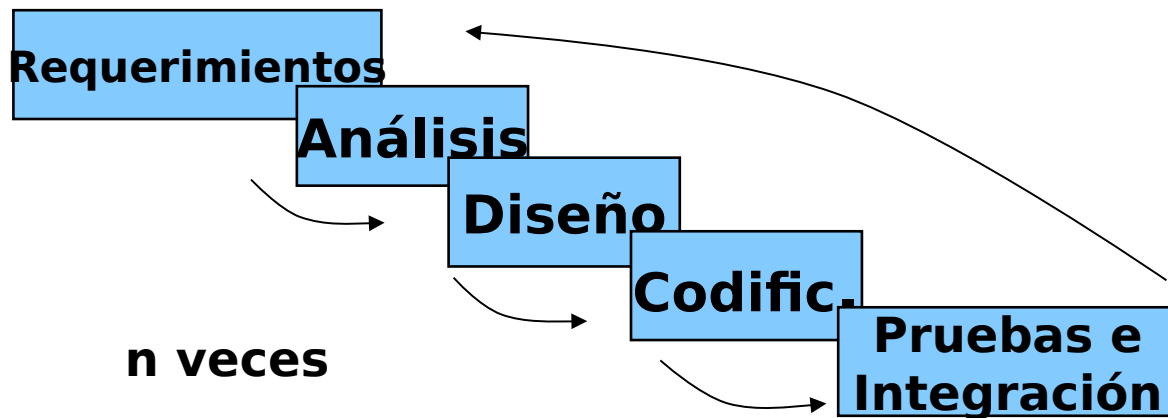 Requerimientos
Análisis
Diseño
Codific.
Pruebas e
Integración
n veces